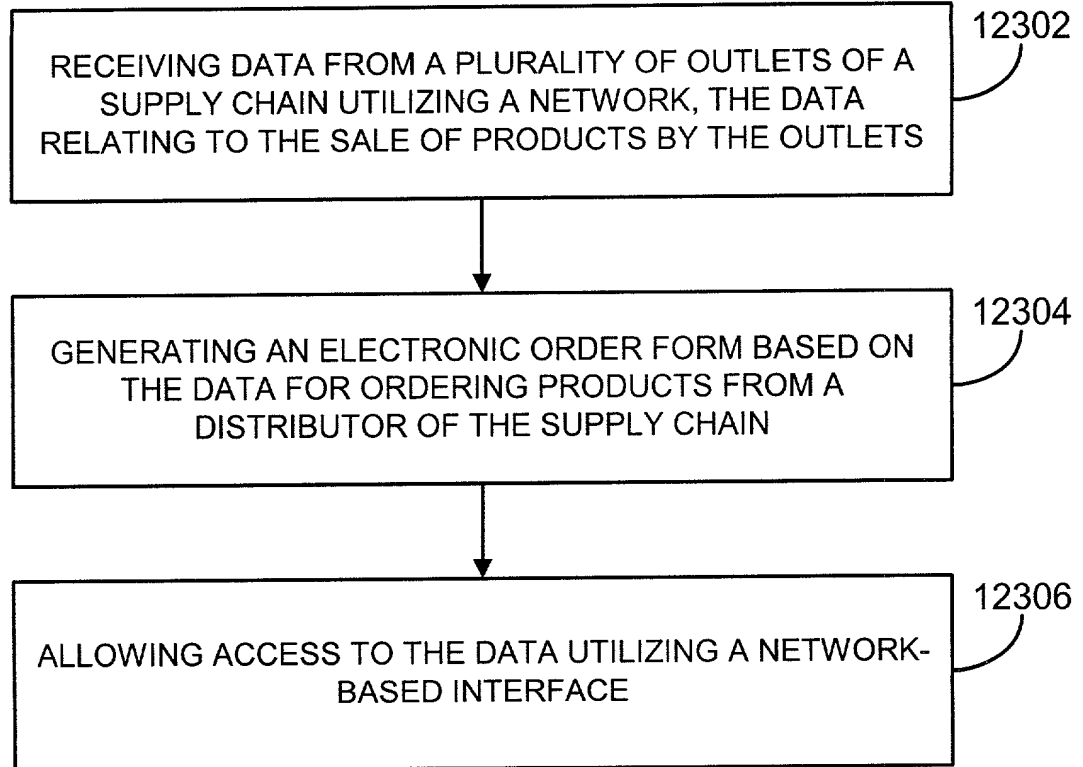 12302
RECEIVING DATA FROM A PLURALITY OF OUTLETS OF A
SUPPLY CHAIN UTILIZING A NETWORK, THE DATA
RELATING TO THE SALE OF PRODUCTS BY THE OUTLETS
12304
GENERATING AN ELECTRONIC ORDER FORM BASED ON
THE DATA FOR ORDERING PRODUCTS FROM A
DISTRIBUTOR OF THE SUPPLY CHAIN
12306
ALLOWING ACCESS TO THE DATA UTILIZING A NETWORK-
BASED INTERFACE